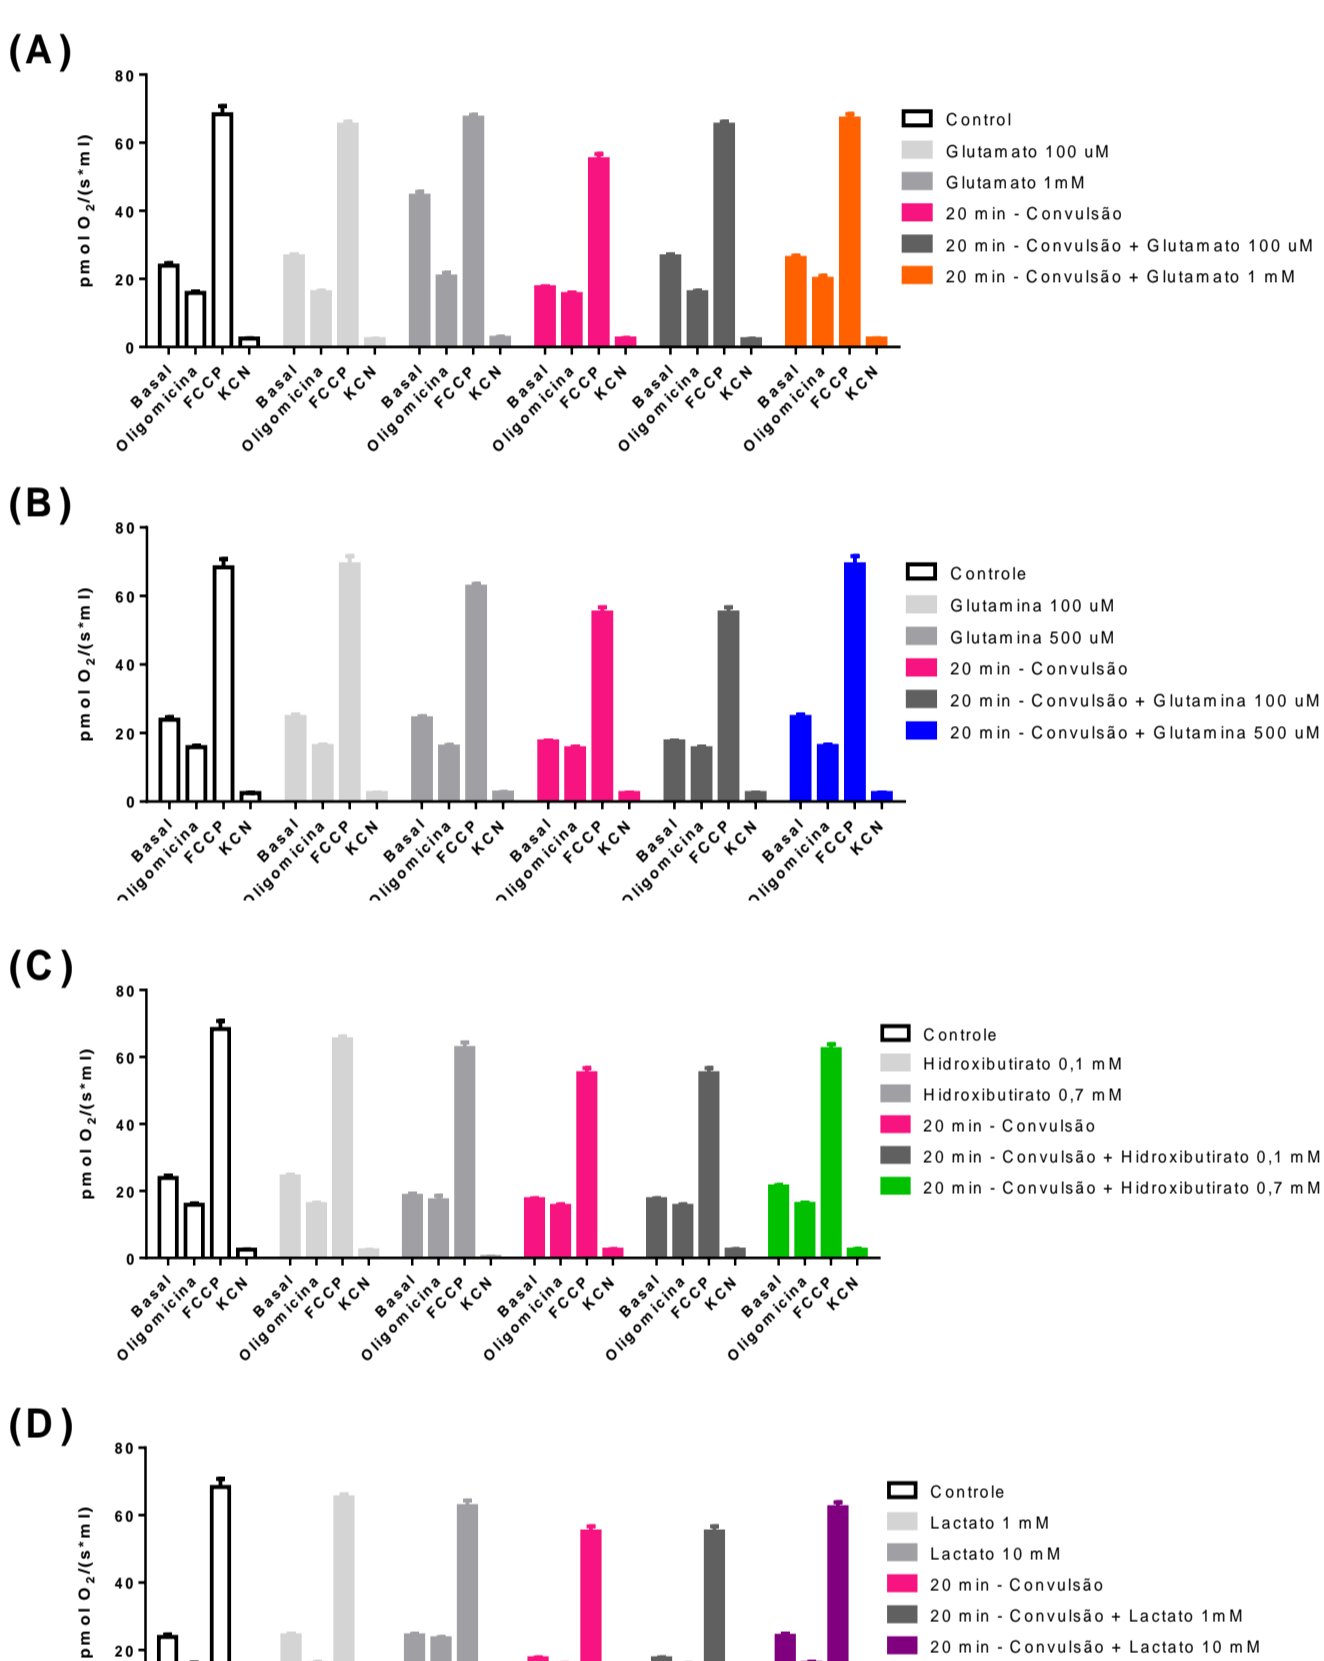 (A)
80
60
40
20
0
pmol O2/(s*ml)
Basal
Oligomicina
FCCP
KCN
Basal
Oligomicina
FCCP
KCN
Basal
Oligomicina
FCCP
KCN
Basal
Oligomicina
FCCP
KCN
Basal
Oligomicina
FCCP
KCN
Basal
Oligomicina
FCCP
KCN
Control
Glutamato 100 uM
Glutamato 1mM
20 min - Convulsão
20 min - Convulsão + Glutamato 100 uM
20 min - Convulsão + Glutamato 1 mM
(B)
80
60
40
20
0
pmol O2/(s*ml)
Basal
Oligomicina
FCCP
KCN
Basal
Oligomicina
FCCP
KCN
Basal
Oligomicina
FCCP
KCN
Basal
Oligomicina
FCCP
KCN
Basal
Oligomicina
FCCP
KCN
Basal
Oligomicina
FCCP
KCN
Controle
Glutamina 100 uM
Glutamina 500 uM
20 min - Convulsão
20 min - Convulsão + Glutamina 100 uM
20 min - Convulsão + Glutamina 500 uM
(C)
80
60
40
20
0
pmol O2/(s*ml)
Basal
Oligomicina
FCCP
KCN
Basal
Oligomicina
FCCP
KCN
Basal
Oligomicina
FCCP
KCN
Basal
Oligomicina
FCCP
KCN
Basal
Oligomicina
FCCP
KCN
Basal
Oligomicina
FCCP
KCN
Controle
Hidroxibutirato 0,1 mM
Hidroxibutirato 0,7 mM
20 min - Convulsão
20 min - Convulsão + Hidroxibutirato 0,1 mM
20 min - Convulsão + Hidroxibutirato 0,7 mM
(D)
80
60
40
20
pmol O2/(s*ml)
Controle
Lactato 1 mM
Lactato 10 mM
20 min - Convulsão
20 min - Convulsão + Lactato 1mM
20 min - Convulsão + Lactato 10 mM